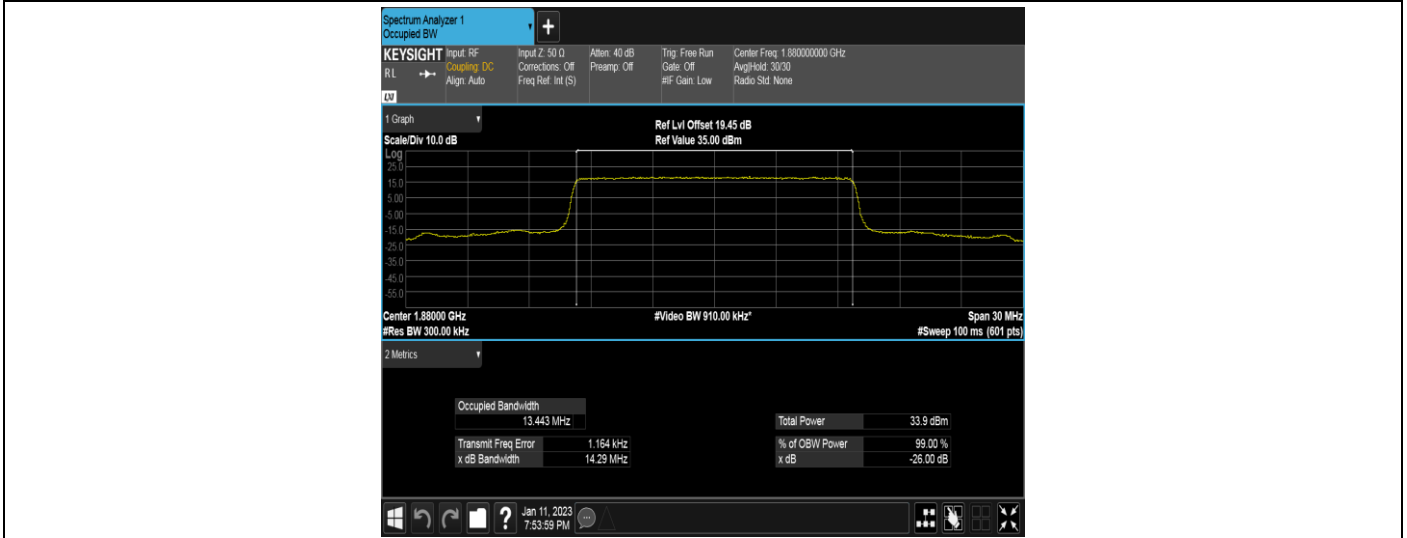 Spectrum Analyzer 1
Occupied BW
+
KEYSIGHT Input: RF Input Z: 50 Ω Atten: 40 dB Trig: Free Run Center Freq: 1.880000000 GHz
RL Coupling: DC Corrections: Off Preamp: Off Gate: Off Avg|Hold: 30/30
Align: Auto Freq Ref: Int (S) #IF Gain: Low Radio Std: None
LXI
1 Graph
Ref Lvl Offset 19.45 dB
Scale/Div 10.0 dB Ref Value 35.00 dBm
Log
25.0
15.0
5.00
-5.00
-15.0
-25.0
-35.0
-45.0
-55.0
Center 1.88000 GHz #Video BW 910.00 kHz* Span 30 MHz
#Res BW 300.00 kHz #Sweep 100 ms (601 pts)
2 Metrics
Occupied Bandwidth
13.443 MHz Total Power 33.9 dBm
Transmit Freq Error 1.164 kHz % of OBW Power 99.00 %
x dB Bandwidth 14.29 MHz x dB -26.00 dB
? Jan 11, 2023
7:53:59 PM